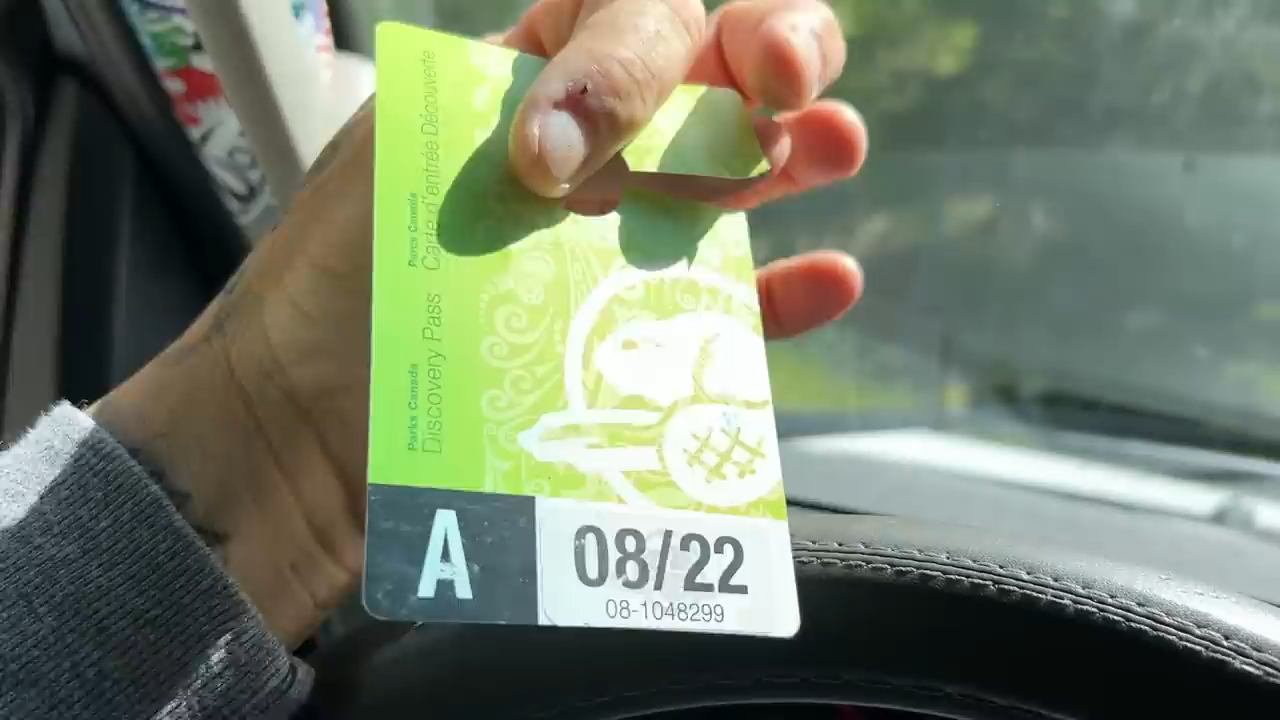 Parks Canada
Discovery Pass
Parcs Canada
Carte d'entrée Découverte
A
08/22
08-1048299